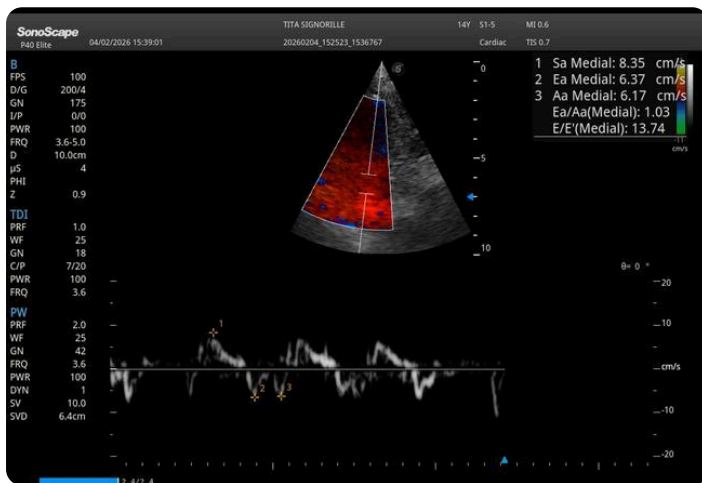 SonoScape
P40 Elite
04/02/2026 15:39:01
TITA SIGNORILLE
20260204_152523_1536767
14Y S1-5
Cardiac
MI 0.6
TIS 0.7
B
FPS 100
D/G 200/4
GN 175
I/P 0/0
PWR 100
FRQ 3.6-5.0
D 10.0cm
µS 4
PHI
Z 0.9
TDI
PRF 1.0
WF 25
GN 18
C/P 7/20
PWR 100
FRQ 3.6
PW
PRF 2.0
WF 25
GN 42
FRQ 3.6
PWR 100
DYN 1
SV 10.0
SVD 6.4cm
0
5
10
1 Sa Medial: 8.35 cm/s
2 Ea Medial: 6.37 cm/s
3 Aa Medial: 6.17 cm/s
Ea/Aa(Medial): 1.03
E/E'(Medial): 13.74
-11
cm/s
θ= 0 °
20
10
cm/s
-10
-20
1
2
3
2.4/2.4